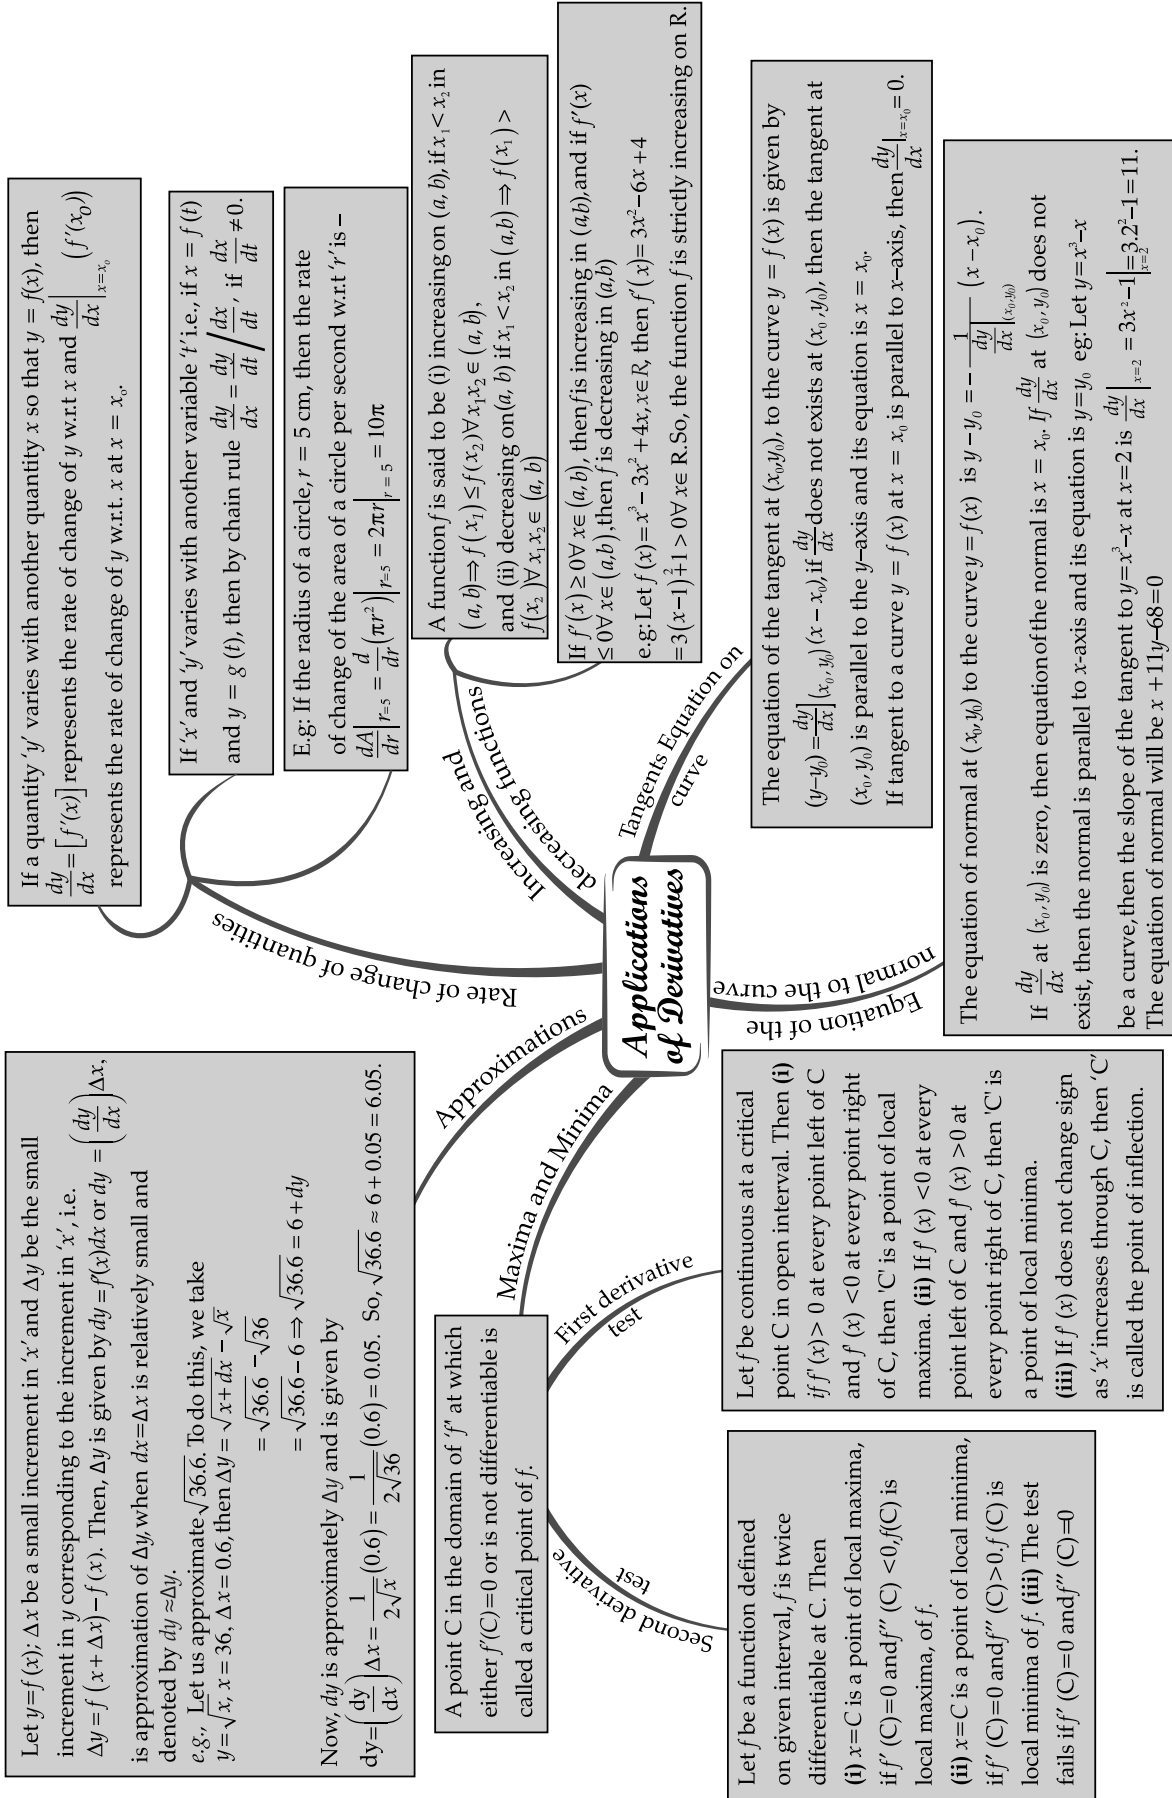 Applications
of Derivatives
Rate of change of quantities
If a quantity 'y' varies with another quantity x so that y = f(x), then
dy/dx = [f'(x)] represents the rate of change of y w.r.t x and dy/dx]x=x₀ (f'(x₀))
represents the rate of change of y w.r.t. x at x = x₀.
If 'x' and 'y' varies with another variable 't' i.e., if x = f (t)
and y = g (t), then by chain rule dy/dx = dy/dt / dx/dt, if dx/dt ≠0.
E.g: If the radius of a circle, r = 5 cm, then the rate
of change of the area of a circle per second w.r.t 'r' is –
dA/dr]r=5 = d/dr(πr²)]r=5 = 2πr]r = 5 = 10π
Increasing and
decreasing functions
A function f is said to be (i) increasing on (a, b), if x₁ < x₂ in
(a, b)⇒ f (x₁) ≤ f (x₂)∀ x₁x₂ ∈ (a, b),
and (ii) decreasing on (a, b) if x₁ < x₂ in (a,b) ⇒ f (x₁) >
f(x₂)∀ x₁x₂ ∈ (a, b)
If f'(x) ≥ 0∀ x∈ (a, b), then f is increasing in (a,b),and if f'(x)
≤ 0∀ x∈ (a,b),then f is decreasing in (a,b)
e.g: Let f (x) = x³ – 3x² +4x, x∈R, then f' (x)= 3x² –6x +4
= 3(x–1)²+1 > 0∀ x∈ R.So, the function f is strictly increasing on R.
Tangents Equation on
curve
The equation of the tangent at (x₀,y₀), to the curve y = f (x) is given by
(y–y₀) = dy/dx](x₀, y₀) (x – x₀), if dy/dx does not exists at (x₀ ,y₀), then the tangent at
(x₀, y₀) is parallel to the y–axis and its equation is x = x₀.
If tangent to a curve y = f (x) at x = x₀ is parallel to x–axis, then dy/dx]x=x₀ = 0.
Equation of the
normal to the curve
The equation of normal at (x₀, y₀) to the curve y = f (x) is y – y₀ = – 1/dy/dx](x₀,y₀) (x – x₀).
If dy/dx at (x₀, y₀) is zero, then equation of the normal is x = x₀. If dy/dx at (x₀, y₀) does not
exist, then the normal is parallel to x-axis and its equation is y = y₀ eg: Let y = x³–x
be a curve, then the slope of the tangent to y = x³–x at x=2 is dy/dx]x=2 = 3x²–1]x=2 =3.2²–1=11.
The equation of normal will be x +11y–68=0
Approximations
Let y= f (x); Δx be a small increment in 'x' and Δy be the small
increment in y corresponding to the increment in 'x', i.e.
Δy = f (x + Δx) – f (x). Then, Δy is given by dy = f'(x)dx or dy = (dy/dx)Δx,
is approximation of Δy, when dx=Δx is relatively small and
denoted by dy ≈Δy.
e.g., Let us approximate √36.6. To do this, we take
y=√x, x = 36, Δx = 0.6, then Δy = √x+ dx – √x
= √36.6 – √36
= √36.6 – 6 ⇒ √36.6 = 6 + dy
Now, dy is approximately Δy and is given by
dy=(dy/dx)Δx = 1/2√x (0.6) = 1/2√36 (0.6) = 0.05. So, √36.6 ≈ 6 + 0.05 = 6.05.
Maxima and Minima
A point C in the domain of 'f' at which
either f'(C)=0 or is not differentiable is
called a critical point of f.
First derivative
test
Let f be continuous at a critical
point C in open interval. Then (i)
if f' (x)> 0 at every point left of C
and f' (x) <0 at every point right
of C, then 'C' is a point of local
maxima. (ii) If f' (x) <0 at every
point left of C and f' (x) >0 at
every point right of C, then 'C' is
a point of local minima.
(iii) If f' (x) does not change sign
as 'x' increases through C, then 'C'
is called the point of inflection.
Second derivative
test
Let f be a function defined
on given interval, f is twice
differentiable at C. Then
(i) x=C is a point of local maxima,
if f' (C)=0 and f'' (C) <0, f(C) is
local maxima, of f.
(ii) x=C is a point of local minima,
if f' (C)=0 and f'' (C)>0. f (C) is
local minima of f. (iii) The test
fails if f' (C)=0 and f'' (C)=0